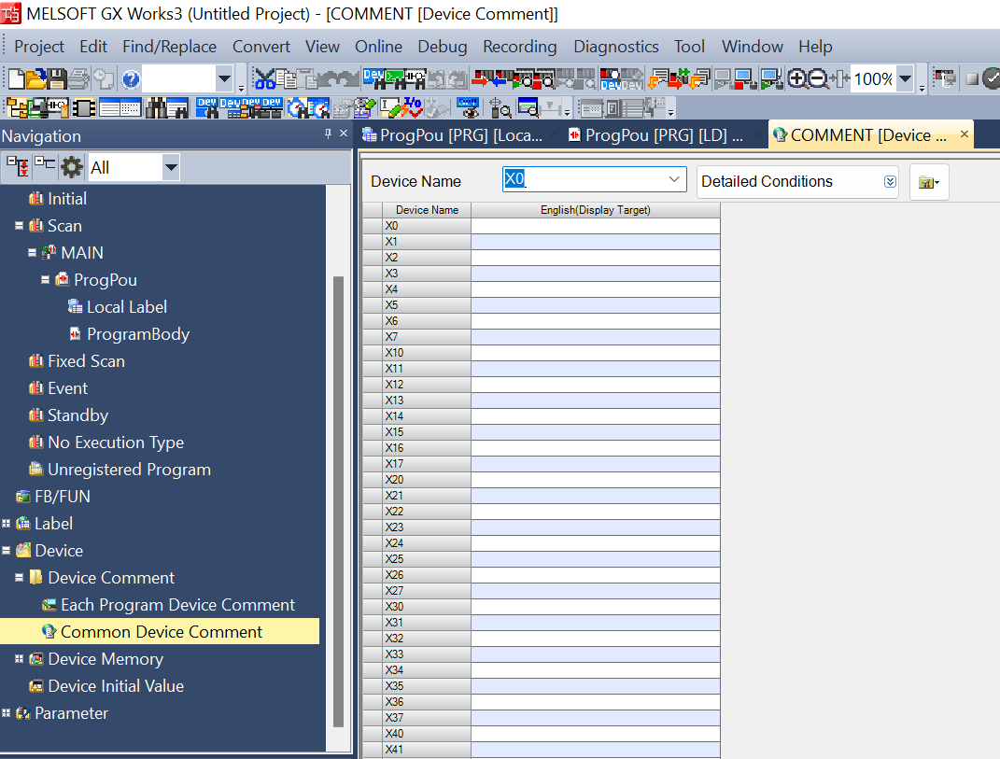 MELSOFT GX Works3 (Untitled Project) - [COMMENT [Device Comment]]
Project Edit Find/Replace Convert View Online Debug Recording Diagnostics Tool Window Help
100%
Navigation
ProgPou [PRG] [Loca...
ProgPou [PRG] [LD] ...
COMMENT [Device ...
All
Device Name
X0
Detailed Conditions
Initial
Scan
MAIN
ProgPou
Local Label
ProgramBody
Fixed Scan
Event
Standby
No Execution Type
Unregistered Program
FB/FUN
Label
Device
Device Comment
Each Program Device Comment
Common Device Comment
Device Memory
Device Initial Value
Parameter
Device Name English(Display Target)
X0
X1
X2
X3
X4
X5
X6
X7
X10
X11
X12
X13
X14
X15
X16
X17
X20
X21
X22
X23
X24
X25
X26
X27
X30
X31
X32
X33
X34
X35
X36
X37
X40
X41